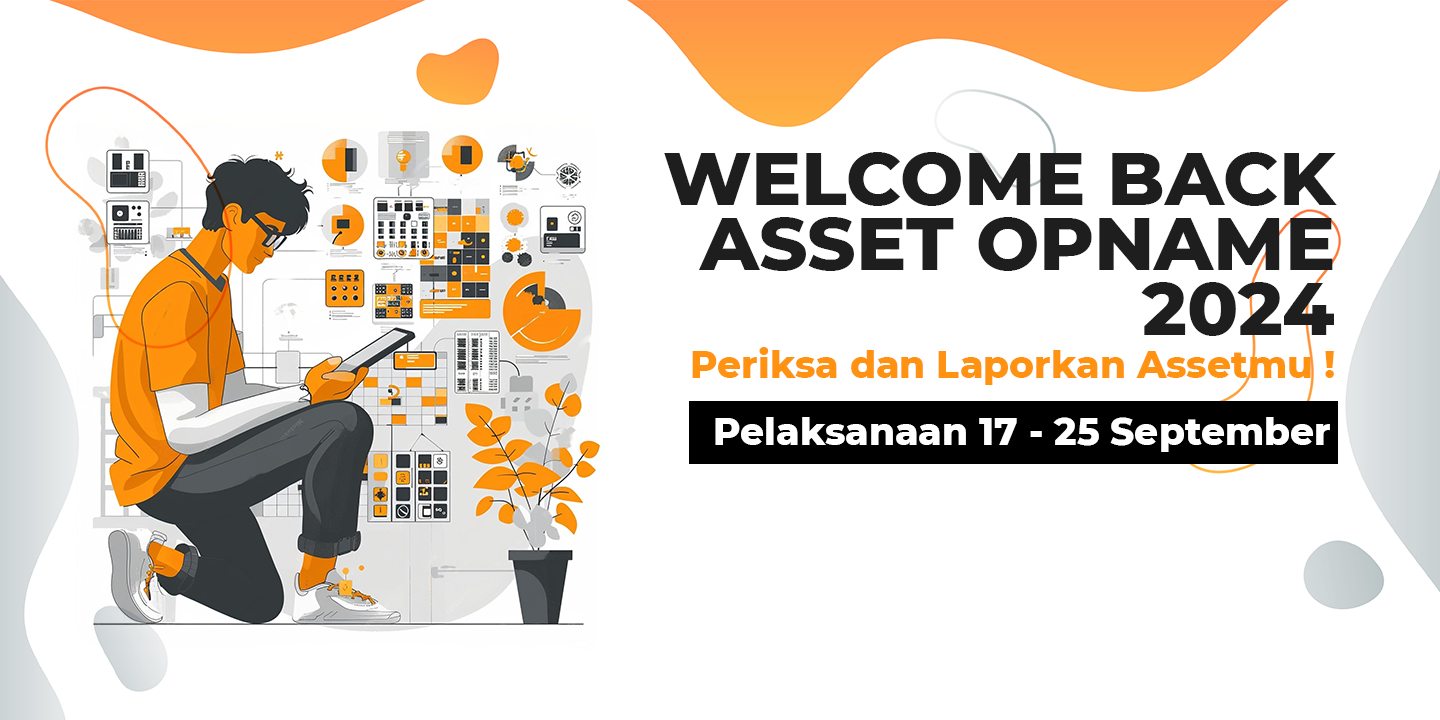 WELCOME BACK
ASSET OPNAME
2024
Periksa dan Laporkan Assetmu !
Pelaksanaan 17 - 25 September